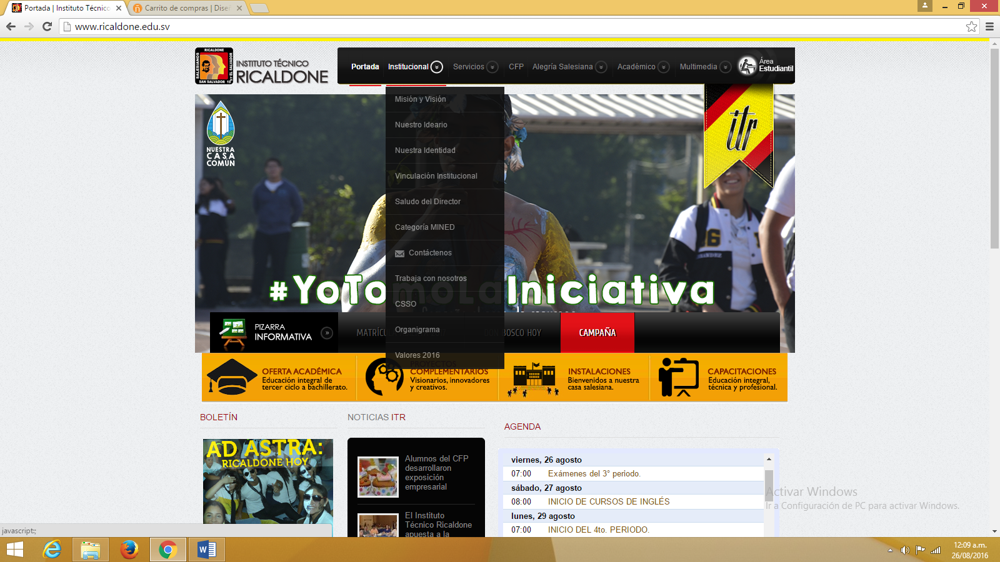 Portada | Instituto Técnico
Carrito de compras | Dise
www.ricaldone.edu.sv
RICALDONE
SALESIANOS
EL SALVADOR
SAN SALVADOR
INSTITUTO TÉCNICO
RICALDONE
Portada
Institucional
Servicios
CFP
Alegría Salesiana
Académico
Multimedia
Área
Estudiantil
Misión y Visión
Nuestro Ideario
Nuestra Identidad
Vinculación Institucional
Saludo del Director
Categoría MINED
Contáctenos
Trabaja con nosotros
CSSO
Organigrama
Valores 2016
NUESTRA
CASA
COMUN
itr
#YoTomoLaIniciativa
PIZARRA
INFORMATIVA
MATRÍCU
DON BOSCO HOY
CAMPAÑA
OFERTA ACADÉMICA
Educación integral de
tercer ciclo a bachillerato.
PROYECTOS
COMPLEMENTARIOS
Visionarios, innovadores
y creativos.
INSTALACIONES
Bienvenidos a nuestra
casa salesiana.
CAPACITACIONES
Educación integral,
técnica y profesional.
BOLETÍN
AD ASTRA:
RICALDONE HOY
NOTICIAS ITR
Alumnos del CFP
desarrollaron
exposición
empresarial
El Instituto
Técnico Ricaldone
apuesta a la
AGENDA
viernes, 26 agosto
07:00 Exámenes del 3° periodo.
sábado, 27 agosto
08:00 INICIO DE CURSOS DE INGLÉS
lunes, 29 agosto
07:00 INICIO DEL 4to. PERIODO.
Activar Windows
Ir a Configuración de PC para activar Windows.
javascript:;
12:09 a.m.
26/08/2016